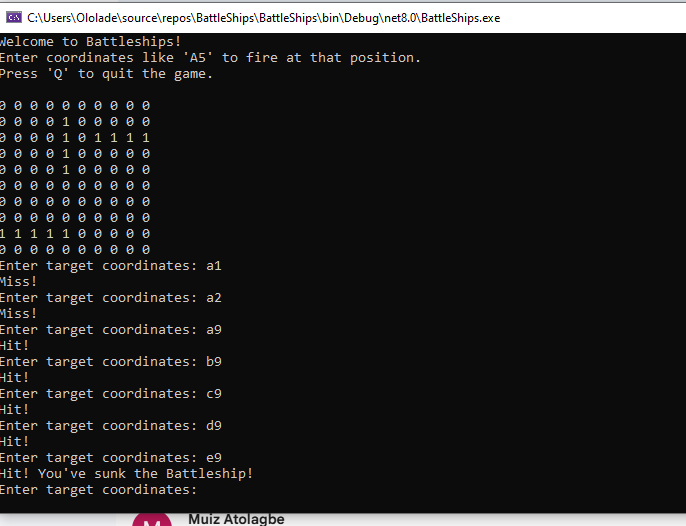 C:\Users\Ololade\source\repos\BattleShips\BattleShips\bin\Debug\net8.0\BattleShips.exe
Welcome to Battleships!
Enter coordinates like 'A5' to fire at that position.
Press 'Q' to quit the game.
0 0 0 0 0 0 0 0 0 0
0 0 0 0 1 0 0 0 0 0
0 0 0 0 1 0 1 1 1 1
0 0 0 0 1 0 0 0 0 0
0 0 0 0 1 0 0 0 0 0
0 0 0 0 0 0 0 0 0 0
0 0 0 0 0 0 0 0 0 0
0 0 0 0 0 0 0 0 0 0
1 1 1 1 1 0 0 0 0 0
0 0 0 0 0 0 0 0 0 0
Enter target coordinates: a1
Miss!
Enter target coordinates: a2
Miss!
Enter target coordinates: a9
Hit!
Enter target coordinates: b9
Hit!
Enter target coordinates: c9
Hit!
Enter target coordinates: d9
Hit!
Enter target coordinates: e9
Hit! You've sunk the Battleship!
Enter target coordinates:
M
Muiz Atolagbe